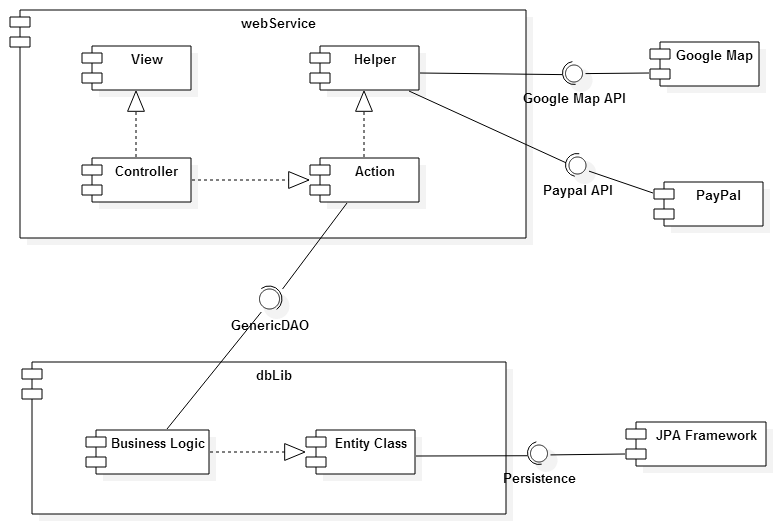 webService
View
Helper
Google Map
Google Map API
Controller
Action
Paypal API
PayPal
GenericDAO
dbLib
Business Logic
Entity Class
JPA Framework
Persistence